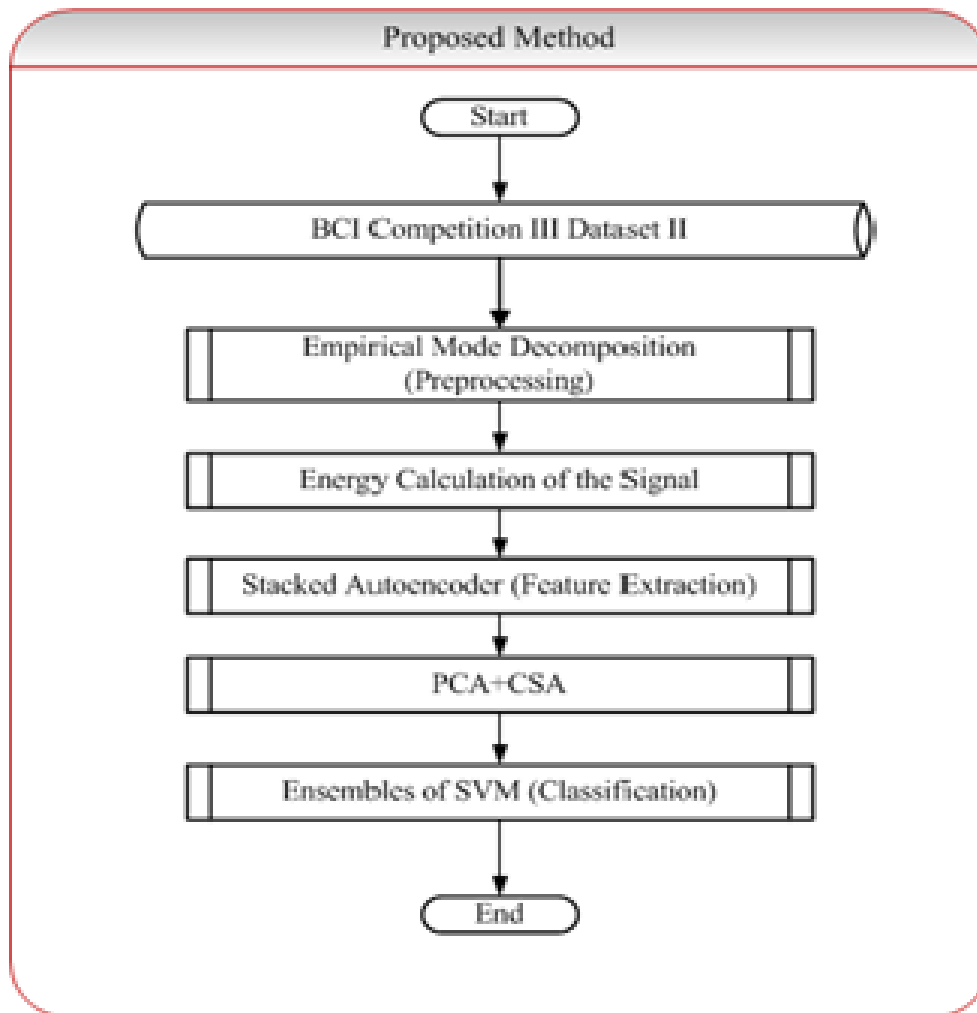 Proposed Method
Start
BCI Competition III Dataset II
Empirical Mode Decomposition
(Preprocessing)
Energy Calculation of the Signal
Stacked Autoencoder (Feature Extraction)
PCA+CSA
Ensembles of SVM (Classification)
End